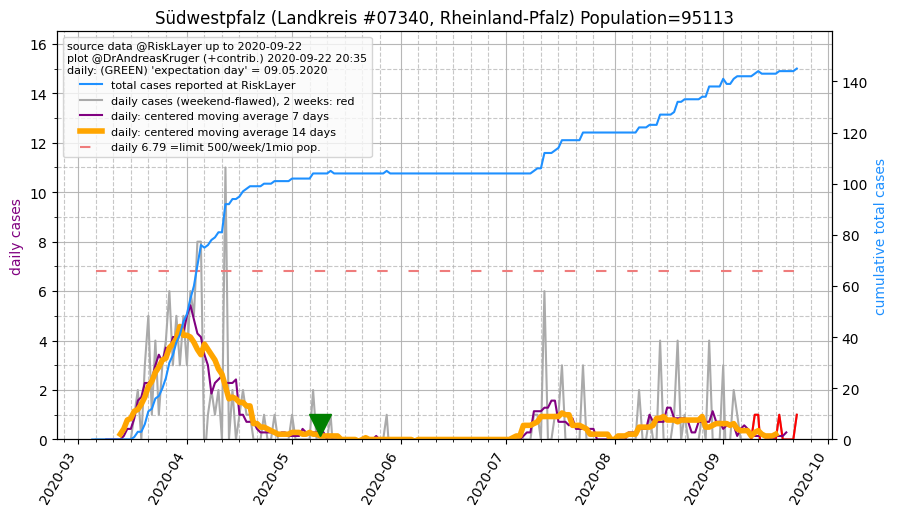 Südwestpfalz (Landkreis #07340, Rheinland-Pfalz) Population=95113
source data @RiskLayer up to 2020-09-22
plot @DrAndreasKruger (+contrib.) 2020-09-22 20:35
daily: (GREEN) 'expectation day' = 09.05.2020
total cases reported at RiskLayer
daily cases (weekend-flawed), 2 weeks: red
daily: centered moving average 7 days
daily: centered moving average 14 days
daily 6.79 =limit 500/week/1mio pop.
daily cases
16
14
12
10
8
6
4
2
0
cumulative total cases
140
120
100
80
60
40
20
0
2020-03
2020-04
2020-05
2020-06
2020-07
2020-08
2020-09
2020-10